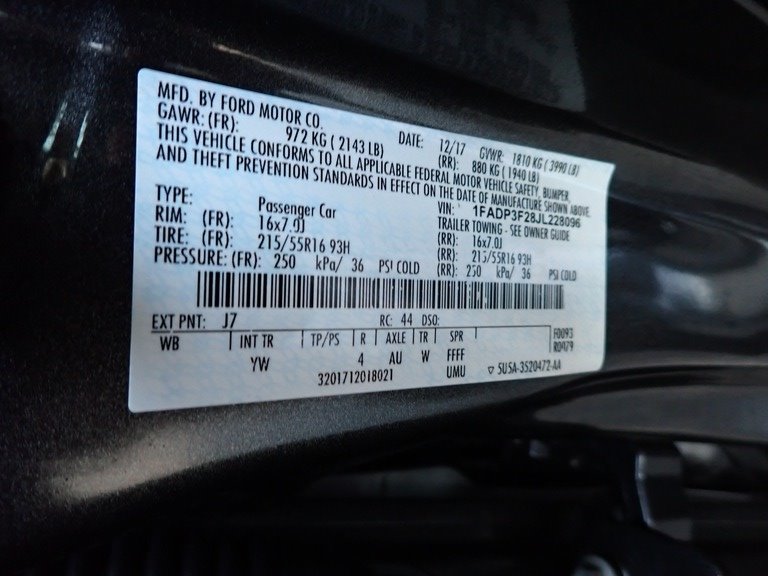 MFD. BY FORD MOTOR CO. DATE: 12/17 GVWR: 1810 KG ( 3990 LB)
GAWR: (FR): 972 KG ( 2143 LB) (RR): 880 KG ( 1940 LB)
THIS VEHICLE CONFORMS TO ALL APPLICABLE FEDERAL MOTOR VEHICLE SAFETY, BUMPER,
AND THEFT PREVENTION STANDARDS IN EFFECT ON THE DATE OF MANUFACTURE SHOWN ABOVE.
VIN: 1FADP3F28JL228096
TYPE: Passenger Car TRAILER TOWING - SEE OWNER GUIDE
RIM: (FR): 16x7.0J (RR): 16x7.0J
TIRE: (FR): 215/55R16 93H (RR): 215/55R16 93H
PRESSURE: (FR): 250 kPa/ 36 PSI COLD (RR): 250 kPa/ 36 PSI COLD
EXT PNT: J7 RC: 44 DSO:
WB INT TR TP/PS R AXLE TR SPR
YW 4 AU W FFFF
UMU
F0093
R0479
3201712018021
▽ 5U5A-3520472-AA